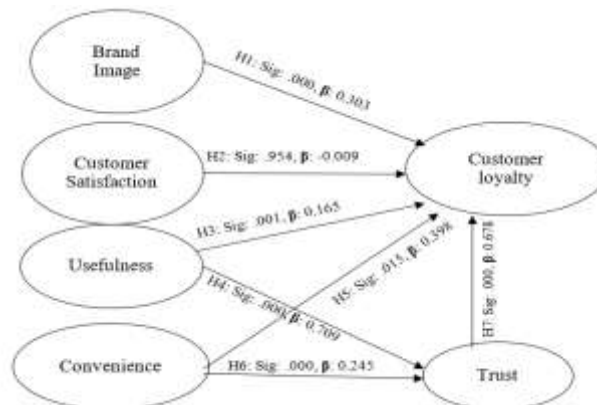 Brand
Image
H1: Sig: .000, β: 0.303
Customer
Satisfaction
H2: Sig: .954, β: -0.009
Customer
loyalty
H3: Sig: .001, β: 0.165
Usefulness
H4: Sig: .000, β: 0.709
H5: Sig: .015, β: 0.398
H7: Sig .000, β:0.678
Convenience
H6: Sig: .000, β: 0.245
Trust